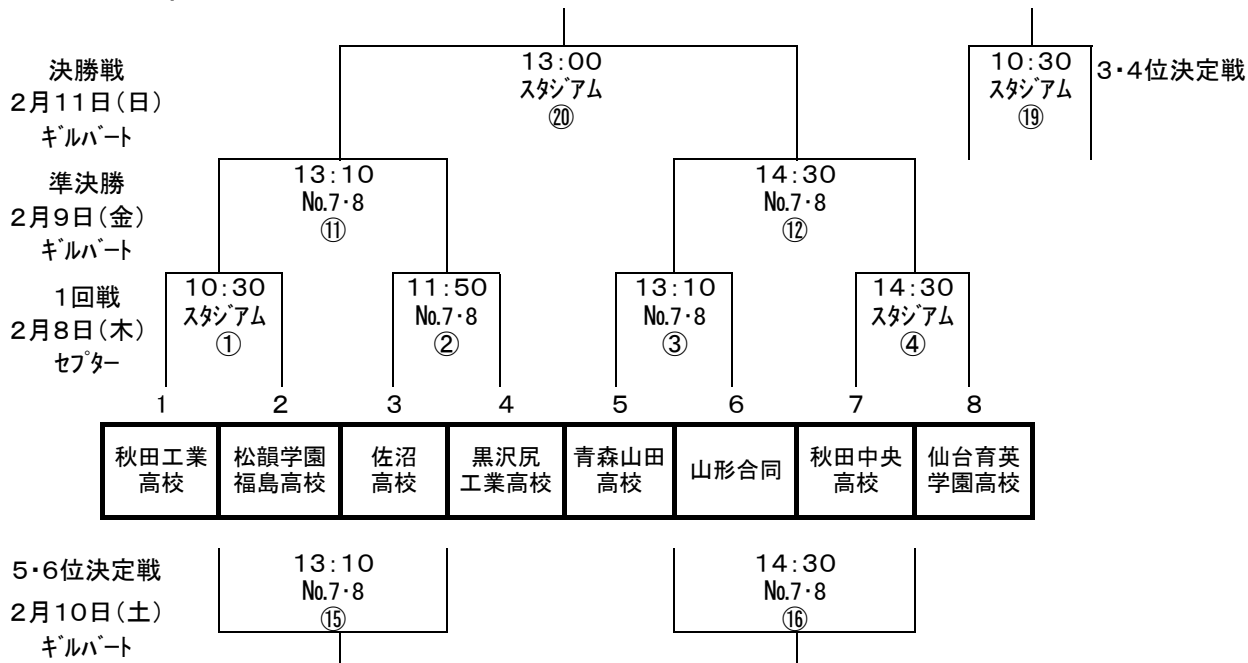 13:00
スタジアム
⑳
10:30
スタジアム
⑲
3・4位決定戦
決勝戦
2月11日(日)
ギルバート
13:10
No.7・8
⑪
14:30
No.7・8
⑫
準決勝
2月9日(金)
ギルバート
10:30
スタジアム
①
11:50
No.7・8
②
13:10
No.7・8
③
14:30
スタジアム
④
1回戦
2月8日(木)
セプター
1 2 3 4 5 6 7 8
秋田工業
高校
松韻学園
福島高校
佐沼
高校
黒沢尻
工業高校
青森山田
高校
山形合同
秋田中央
高校
仙台育英
学園高校
5・6位決定戦
2月10日(土)
ギルバート
13:10
No.7・8
⑮
14:30
No.7・8
⑯